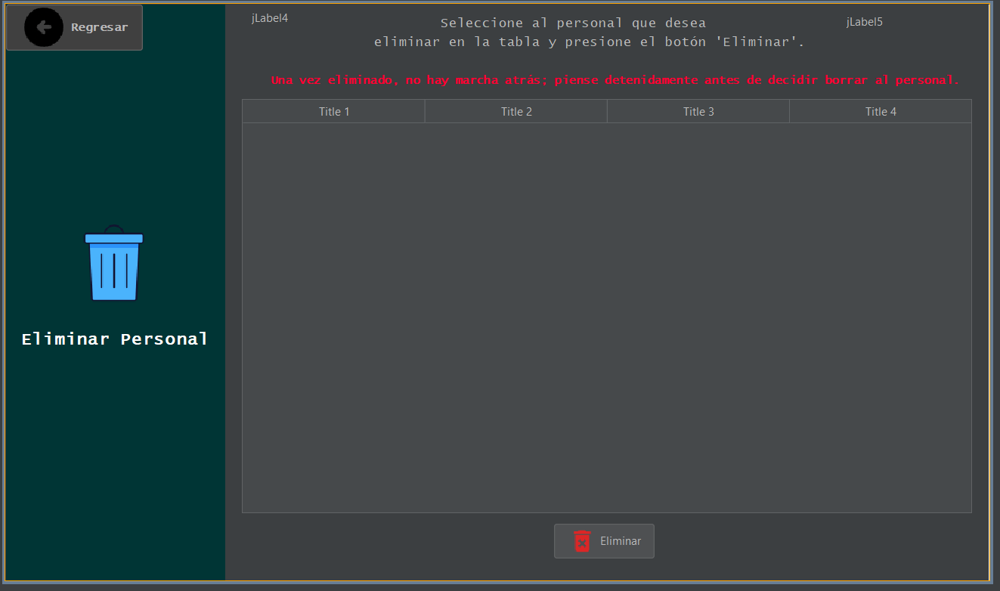 Regresar
jLabel4
Seleccione al personal que desea
jLabel5
eliminar en la tabla y presione el botón 'Eliminar'.
Una vez eliminado, no hay marcha atrás; piense detenidamente antes de decidir borrar al personal.
Title 1
Title 2
Title 3
Title 4
Eliminar Personal
Eliminar